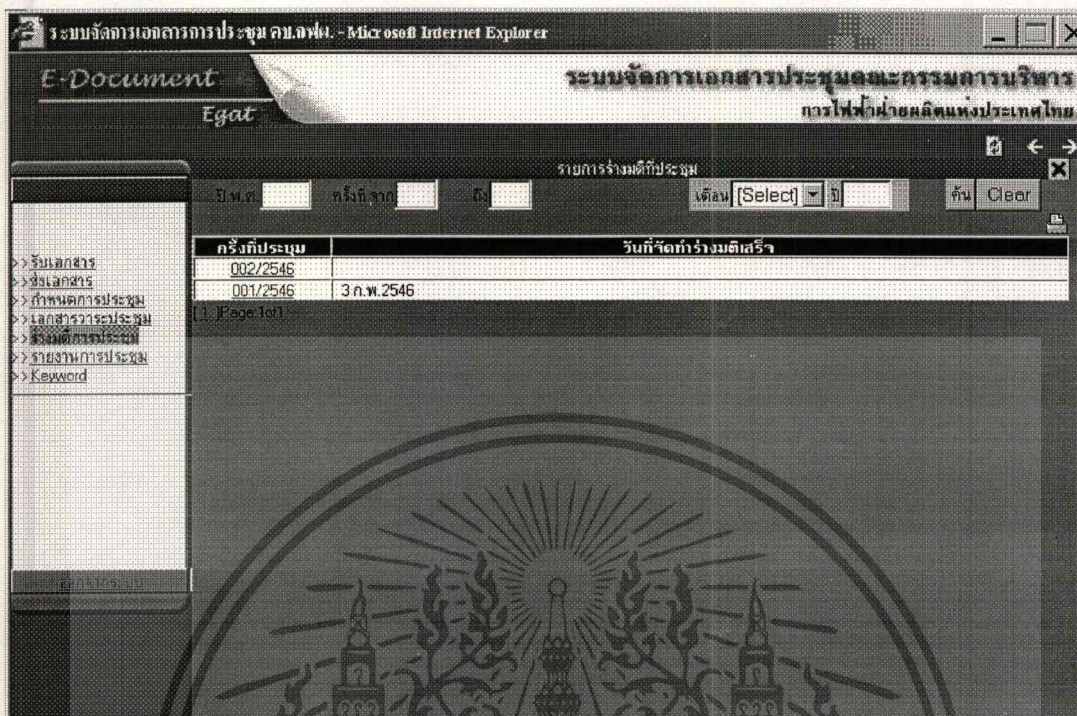 ระบบจัดการเอกสารการประชุม คบ.กฟผ. - Microsoft Internet Explorer
E-Document
Egat
ระบบจัดการเอกสารประชุมคณะกรรมการบริหาร
การไฟฟ้าฝ่ายผลิตแห่งประเทศไทย
รายการร่างมติที่ประชุม
ปี พ.ศ. ครั้งที่ จาก ถึง เดือน [Select] ปี ค้น Clear
ครั้งที่ประชุม วันที่จัดทำร่างมติเสร็จ
002/2546
001/2546 3 ก.พ.2546
[ 1 ]Page:1of1
>>รับเอกสาร
>>ส่งเอกสาร
>>กำหนดการประชุม
>>เอกสารวาระประชุม
>>ร่างมติการประชุม
>>รายงานการประชุม
>>Keyword
ออกจากระบบ